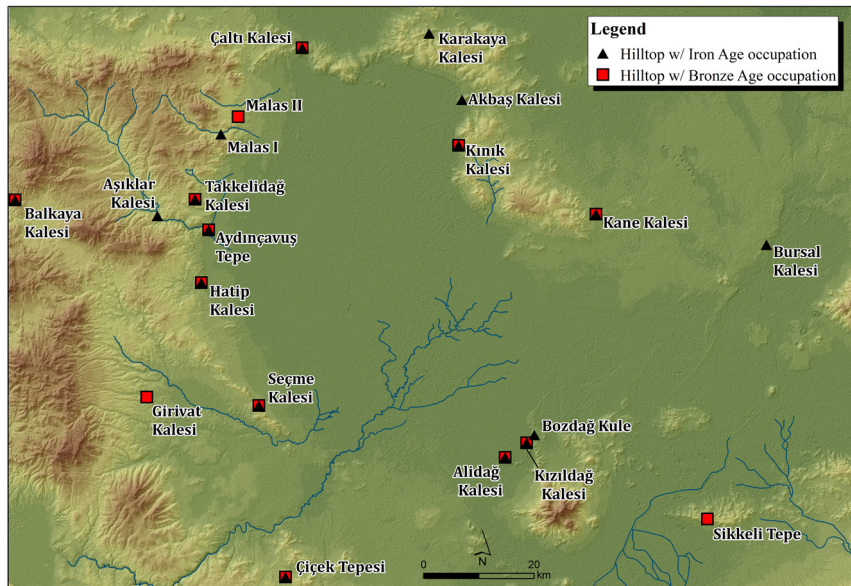 Legend
Hilltop w/ Iron Age occupation
Hilltop w/ Bronze Age occupation
Çaltı Kalesi
Karakaya
Kalesi
Malas II
Akbaş Kalesi
Malas I
Kınık
Kalesi
Aşıklar
Kalesi
Takkelidağ
Kalesi
Balkaya
Kalesi
Kane Kalesi
Aydınçavuş
Tepe
Bursal
Kalesi
Hatip
Kalesi
Seçme
Kalesi
Girivat
Kalesi
Bozdağ Kule
Alidağ
Kalesi
Kızıldağ
Kalesi
Sikkeli Tepe
N
Çiçek Tepesi
0 10 20
km